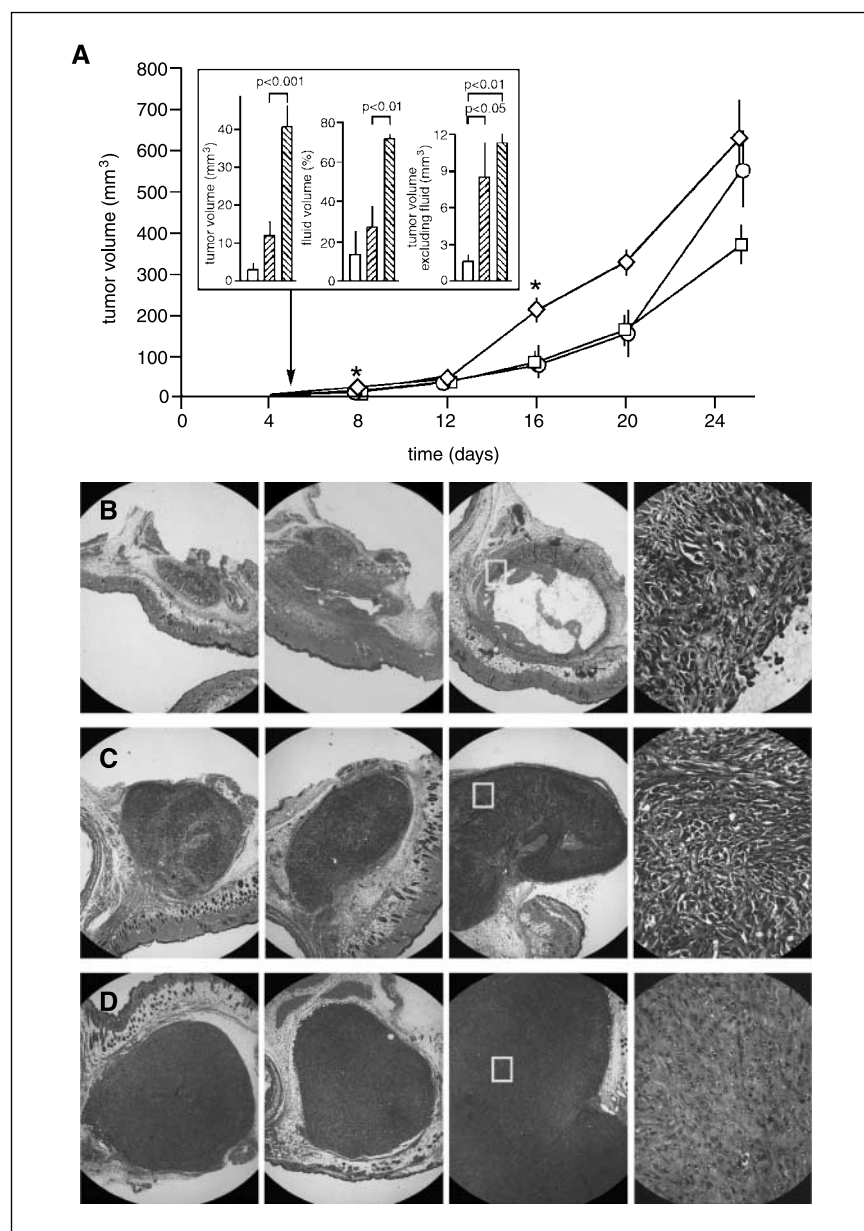 A
800
700
600
500
400
300
200
100
0
tumor volume (mm³)
0
4
8
12
16
20
24
time (days)
*
*
p<0.001
40
30
20
10
0
tumor volume (mm³)
p<0.01
80
60
40
20
0
fluid volume (%)
p<0.01
p<0.05
12
9
6
3
0
tumor volume
excluding fluid (mm³)
B
C
D